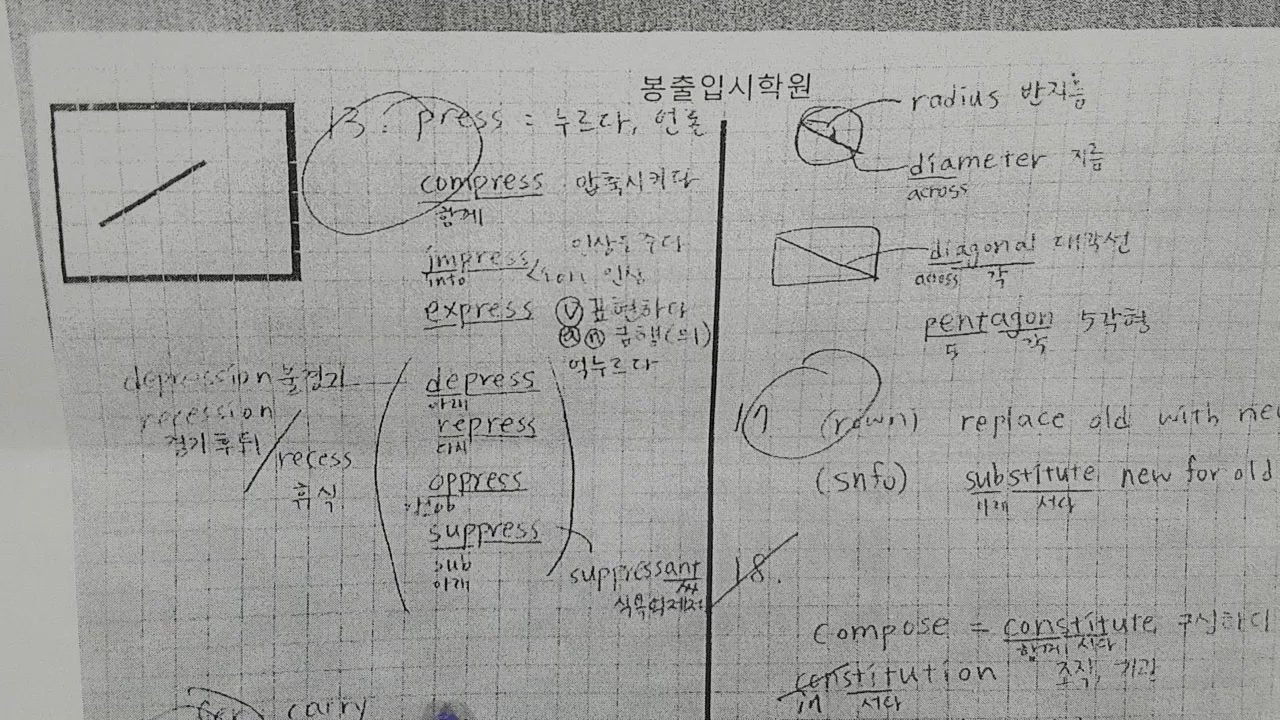 봉출입시학원
13. press = 누르다, 언론
compress 압축시키다
함께
impress 인상을 주다
into 인상
express ⓥ 표현하다
ⓐ ⓝ 급행(의)
억누르다
depression 불경기
depress
아래
recession
경기후퇴
repress
다시
recess
휴식
oppress
ob
suppress
sub
아래
suppressant
식욕억제제
carry
radius 반지름
diameter 지름
across
diagonal 대각선
across 각
pentagon 5각형
5 각
17 (rown) replace old with new
(snfo) substitute new for old
아래 서다
18.
compose = constitute 구성하다
함께 서다
constitution 조직, 기관
in 서다